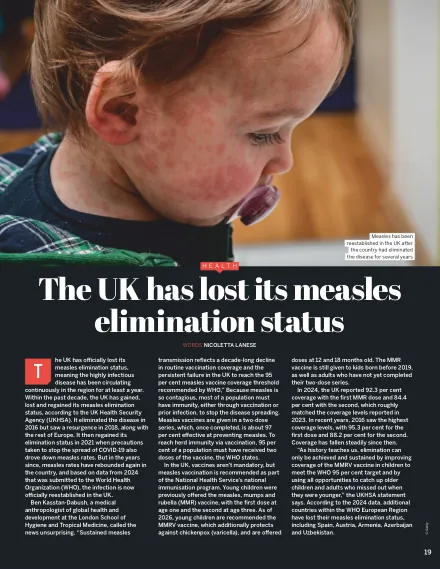 Measles has been
reestablished in the UK after
the country had eliminated
the disease for several years
HEALTH
The UK has lost its measles
elimination status
WORDS NICOLETTA LANESE
The UK has officially lost its
measles elimination status,
meaning the highly infectious
disease has been circulating
continuously in the region for at least a year.
Within the past decade, the UK has gained,
lost and regained its measles elimination
status, according to the UK Health Security
Agency (UKHSA). It eliminated the disease in
2016 but saw a resurgence in 2018, along with
the rest of Europe. It then regained its
elimination status in 2021 when precautions
taken to stop the spread of COVID-19 also
drove down measles rates. But in the years
since, measles rates have rebounded again in
the country, and based on data from 2024
that was submitted to the World Health
Organization (WHO), the infection is now
officially reestablished in the UK.
Ben Kasstan-Dabush, a medical
anthropologist of global health and
development at the London School of
Hygiene and Tropical Medicine, called the
news unsurprising. “Sustained measles
transmission reflects a decade-long decline
in routine vaccination coverage and the
persistent failure in the UK to reach the 95
per cent measles vaccine coverage threshold
recommended by WHO.” Because measles is
so contagious, most of a population must
have immunity, either through vaccination or
prior infection, to stop the disease spreading.
Measles vaccines are given in a two-dose
series, which, once completed, is about 97
per cent effective at preventing measles. To
reach herd immunity via vaccination, 95 per
cent of a population must have received two
doses of the vaccine, the WHO states.
In the UK, vaccines aren't mandatory, but
measles vaccination is recommended as part
of the National Health Service's national
immunisation program. Young children were
previously offered the measles, mumps and
rubella (MMR) vaccine, with the first dose at
age one and the second at age three. As of
2026, young children are recommended the
MMRV vaccine, which additionally protects
against chickenpox (varicella), and are offered
doses at 12 and 18 months old. The MMR
vaccine is still given to kids born before 2019,
as well as adults who have not yet completed
their two-dose series.
In 2024, the UK reported 92.3 per cent
coverage with the first MMR dose and 84.4
per cent with the second, which roughly
matched the coverage levels reported in
2023. In recent years, 2016 saw the highest
coverage levels, with 95.3 per cent for the
first dose and 88.2 per cent for the second.
Coverage has fallen steadily since then.
“As history teaches us, elimination can
only be achieved and sustained by improving
coverage of the MMRV vaccine in children to
meet the WHO 95 per cent target and by
using all opportunities to catch up older
children and adults who missed out when
they were younger,” the UKHSA statement
says. According to the 2024 data, additional
countries within the WHO European Region
have lost their measles elimination status,
including Spain, Austria, Armenia, Azerbaijan
and Uzbekistan.
19